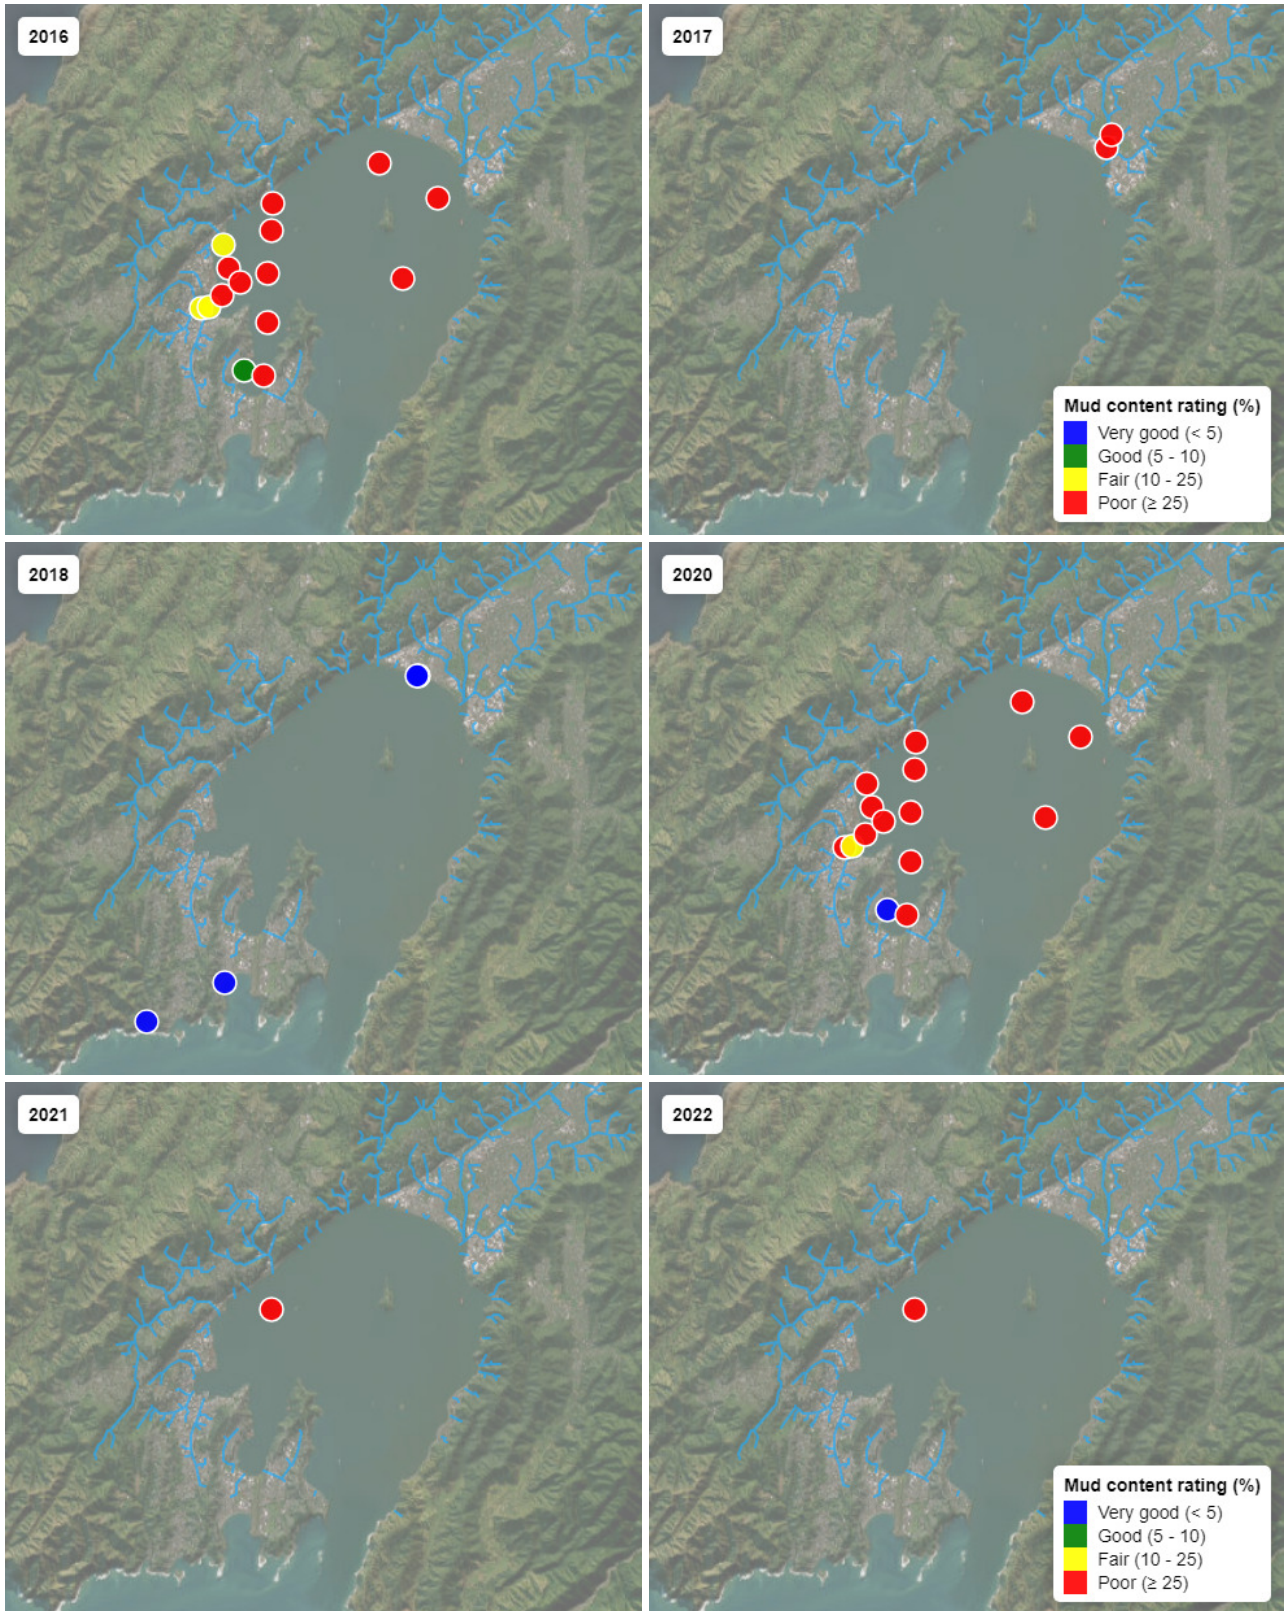 2016
2017
Mud content rating (%)
Very good (< 5)
Good (5 - 10)
Fair (10 - 25)
Poor (≥ 25)
2018
2020
2021
2022
Mud content rating (%)
Very good (< 5)
Good (5 - 10)
Fair (10 - 25)
Poor (≥ 25)